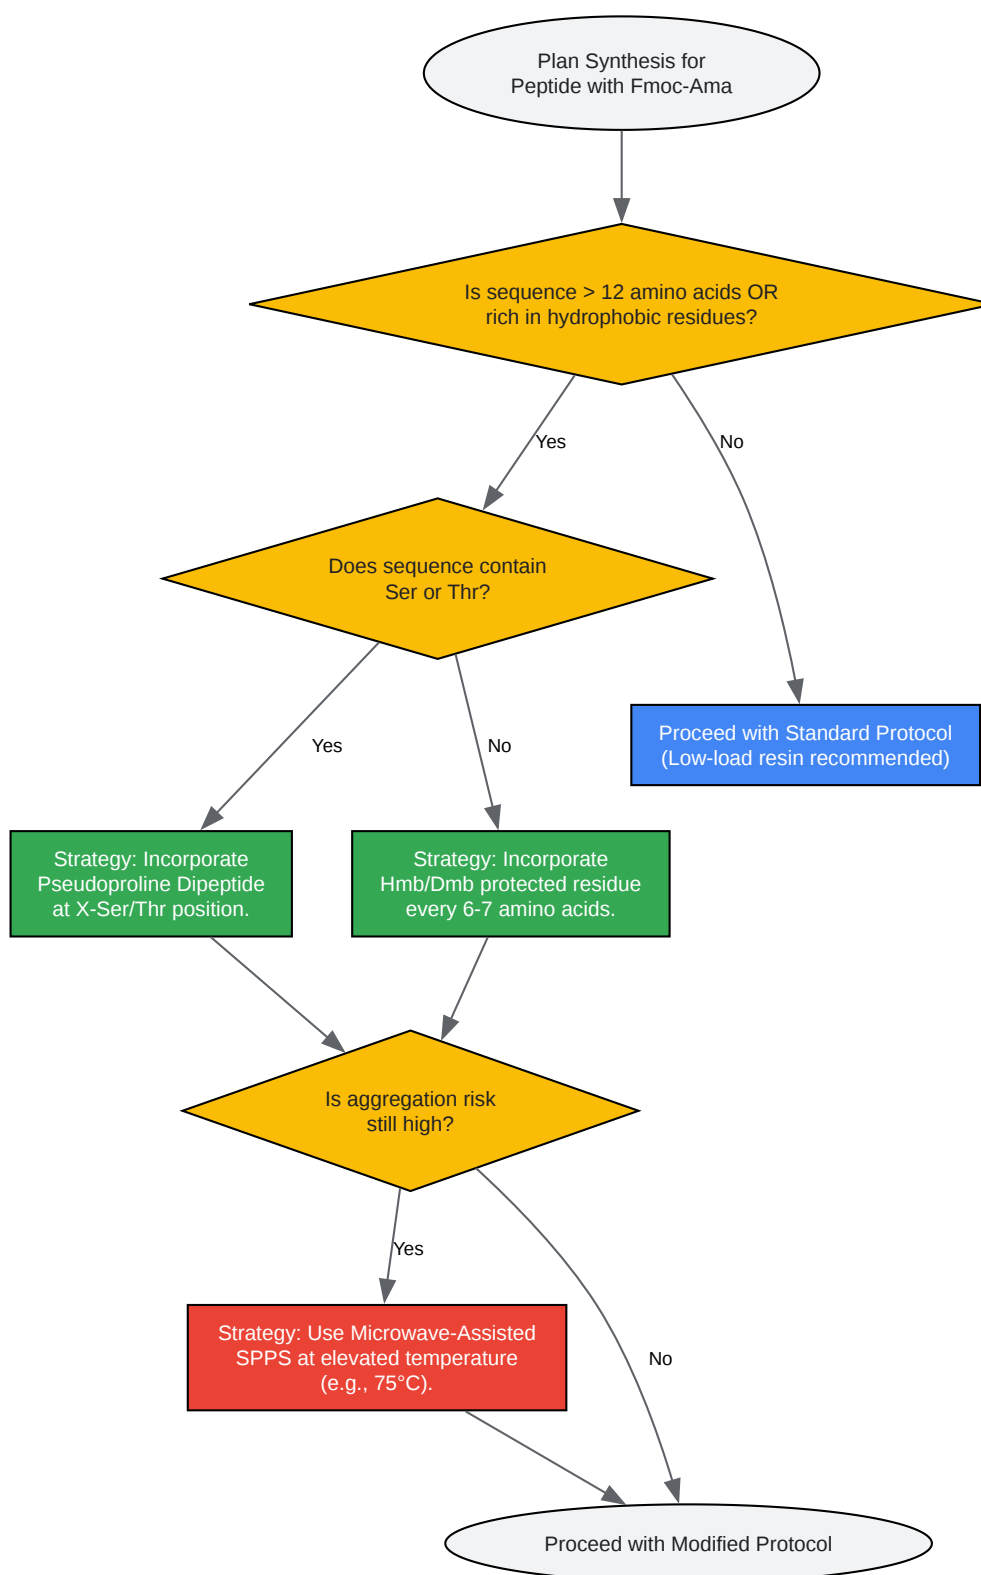 Plan Synthesis for
Peptide with Fmoc-Ama
Is sequence > 12 amino acids OR
rich in hydrophobic residues?
Yes
No
Does sequence contain
Ser or Thr?
Yes
No
Proceed with Standard Protocol
(Low-load resin recommended)
Strategy: Incorporate
Pseudoproline Dipeptide
at X-Ser/Thr position.
Strategy: Incorporate
Hmb/Dmb protected residue
every 6-7 amino acids.
Is aggregation risk
still high?
Yes
No
Strategy: Use Microwave-Assisted
SPPS at elevated temperature
(e.g., 75°C).
Proceed with Modified Protocol